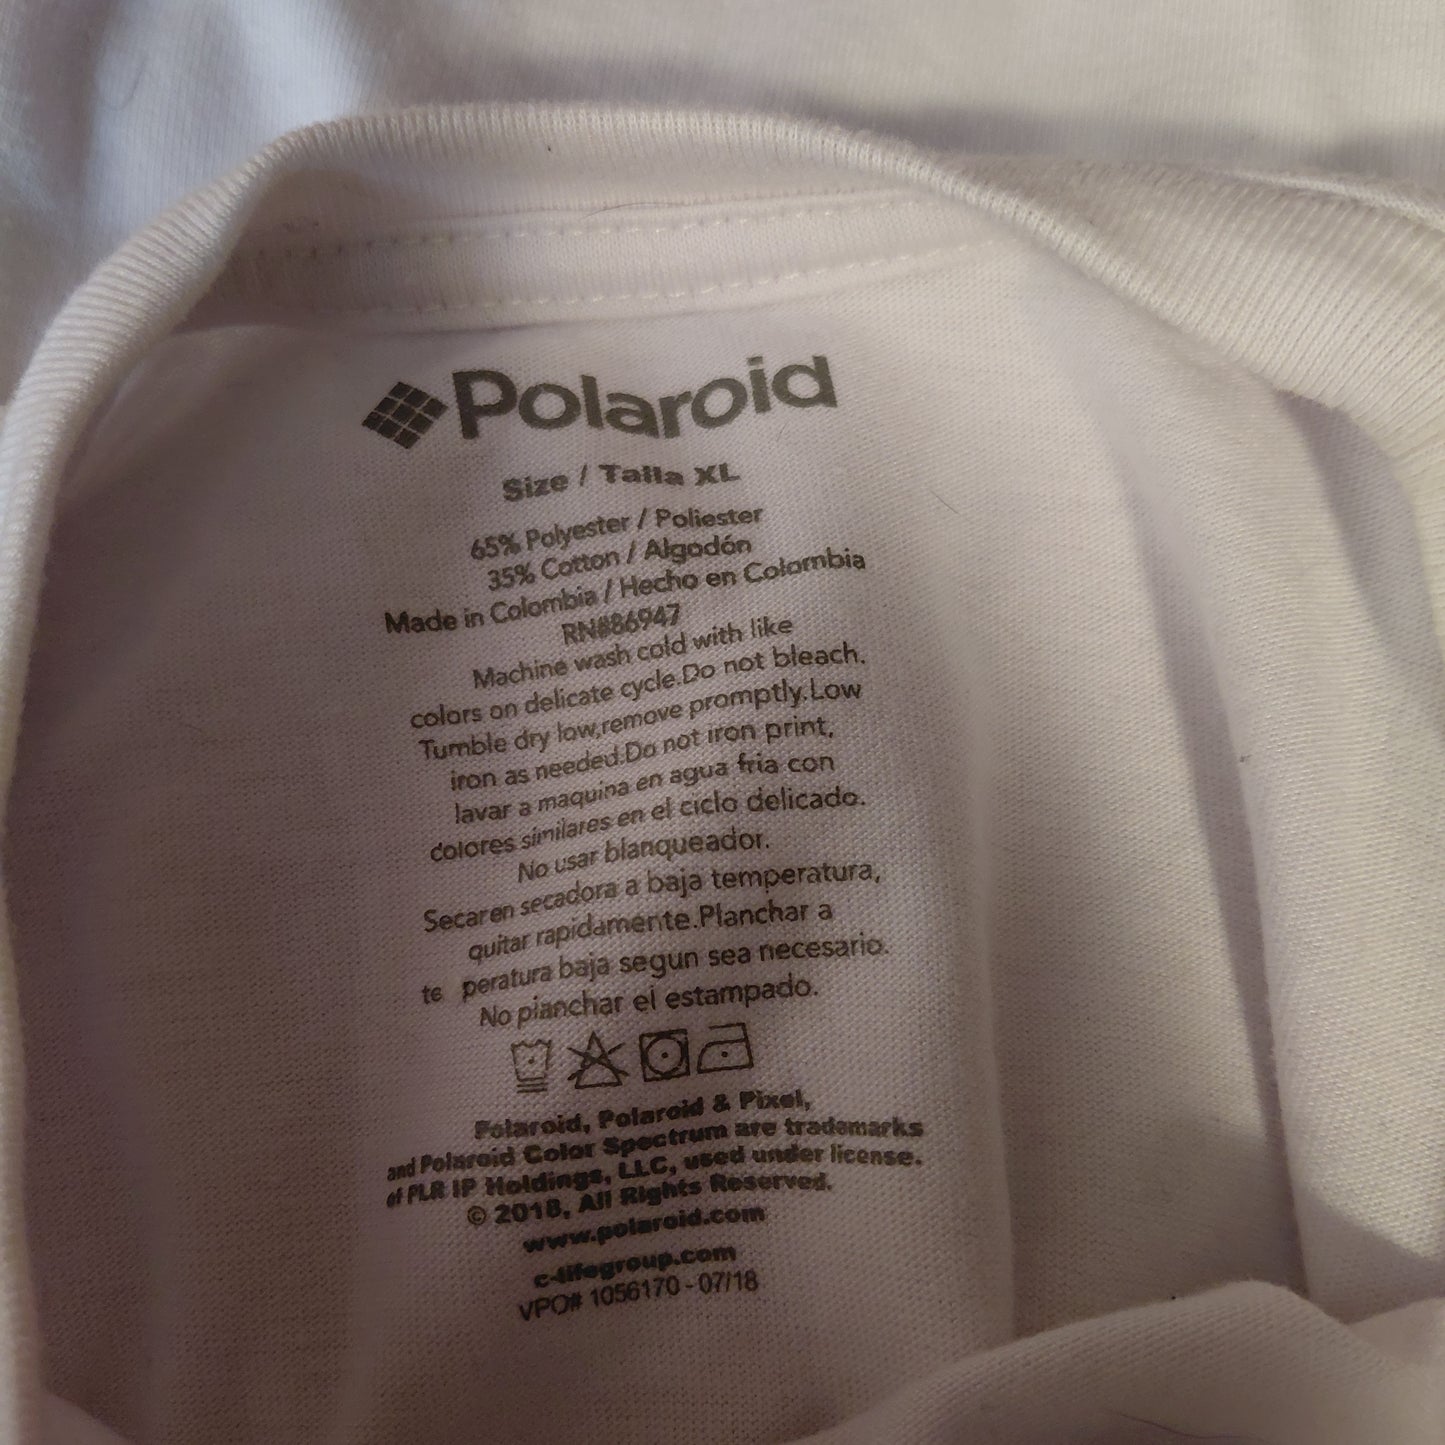 Polaroid
Size / Talla XL
65% Polyester / Poliester
35% Cotton / Algodón
Made in Colombia / Hecho en Colombia
RN#86947
Machine wash cold with like
colors on delicate cycle.Do not bleach.
Tumble dry low,remove promptly.Low
iron as needed.Do not iron print,
lavar a maquina en agua fria con
colores similares en el ciclo delicado.
No usar blanqueador.
Secar en secadora a baja temperatura,
quitar rapidamente.Planchar a
te peratura baja segun sea necesario.
No planchar el estampado.
Polaroid, Polaroid & Pixel,
and Polaroid Color Spectrum are trademarks
of PLR IP Holdings, LLC, used under license.
© 2018, All Rights Reserved.
www.polaroid.com
c-lifegroup.com
VPO# 1056170 - 07/18